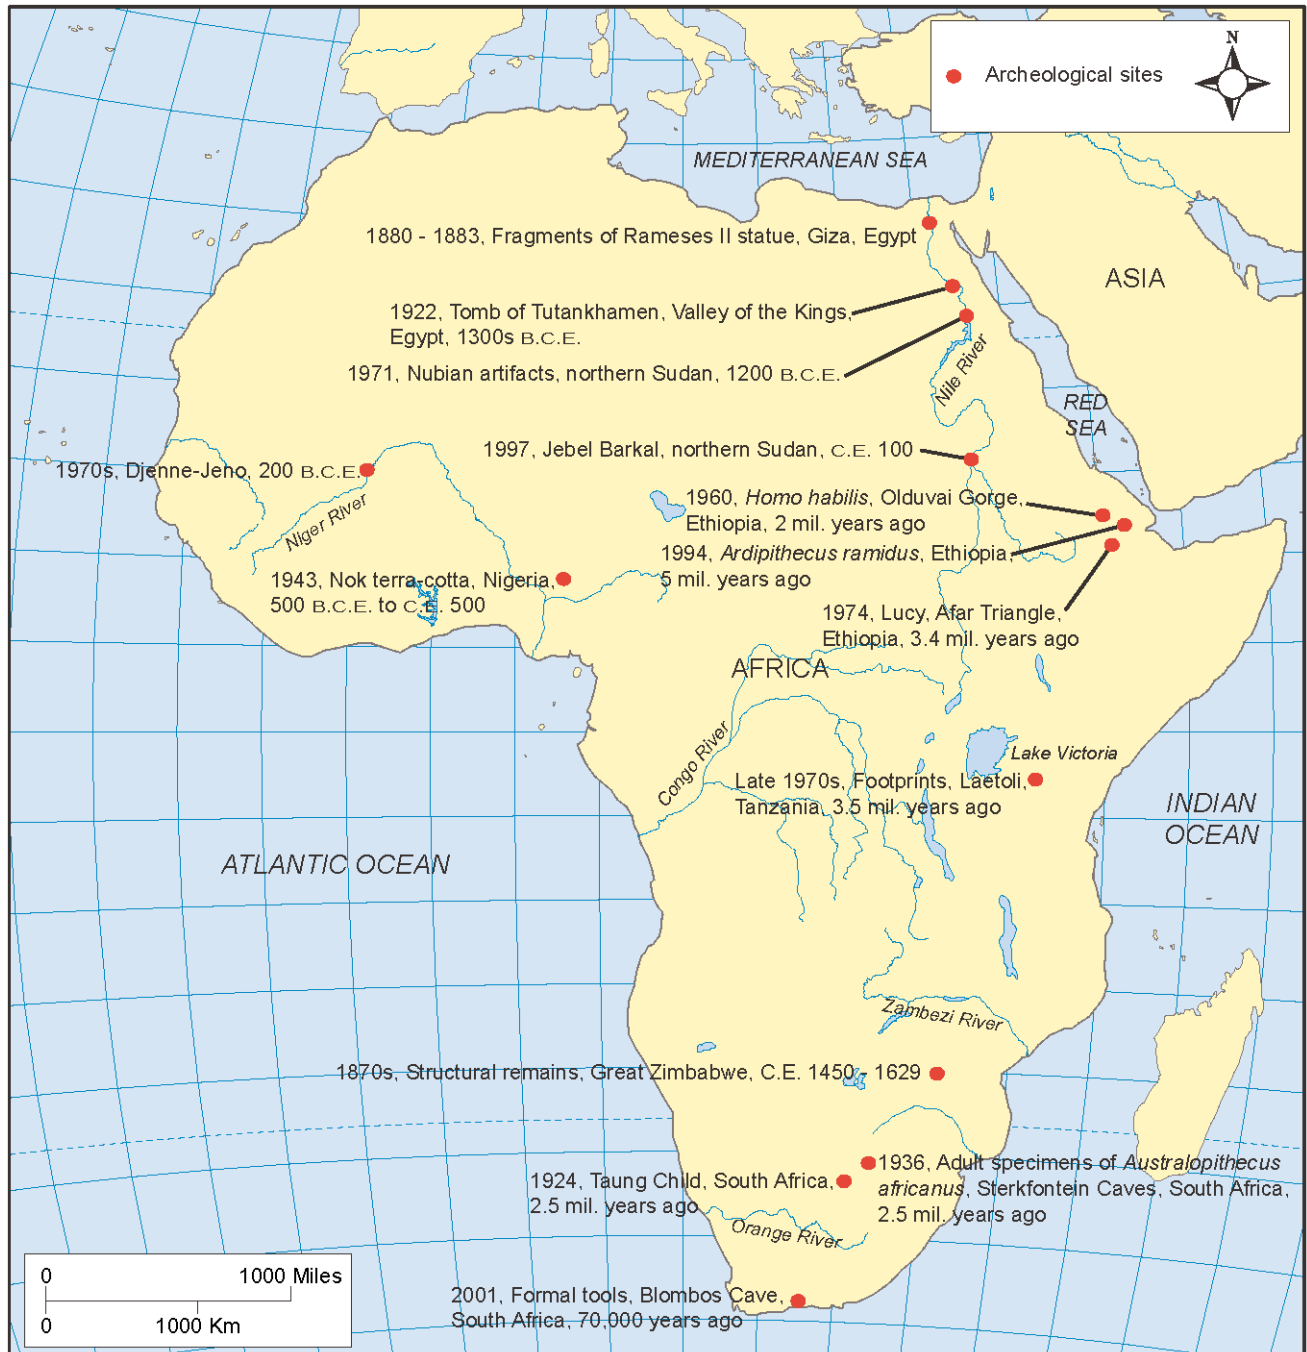 N
Archeological sites
MEDITERRANEAN SEA
1880 - 1883, Fragments of Rameses II statue, Giza, Egypt
ASIA
1922, Tomb of Tutankhamen, Valley of the Kings,
Egypt, 1300s B.C.E.
1971, Nubian artifacts, northern Sudan, 1200 B.C.E.
Nile River
RED
SEA
1997, Jebel Barkal, northern Sudan, C.E. 100
1970s, Djenne-Jeno, 200 B.C.E.
Niger River
1960, Homo habilis, Olduvai Gorge,
Ethiopia, 2 mil. years ago
1994, Ardipithecus ramidus, Ethiopia,
5 mil. years ago
1943, Nok terra-cotta, Nigeria,
500 B.C.E. to C.E. 500
1974, Lucy, Afar Triangle,
Ethiopia, 3.4 mil. years ago
AFRICA
Congo River
Lake Victoria
Late 1970s, Footprints, Laetoli,
Tanzania, 3.5 mil. years ago
INDIAN
OCEAN
ATLANTIC OCEAN
Zambezi River
1870s, Structural remains, Great Zimbabwe, C.E. 1450 - 1629
1924, Taung Child, South Africa,
2.5 mil. years ago
1936, Adult specimens of Australopithecus
africanus, Sterkfontein Caves, South Africa,
2.5 mil. years ago
Orange River
2001, Formal tools, Blombos Cave,
South Africa, 70,000 years ago
0 1000 Miles
0 1000 Km